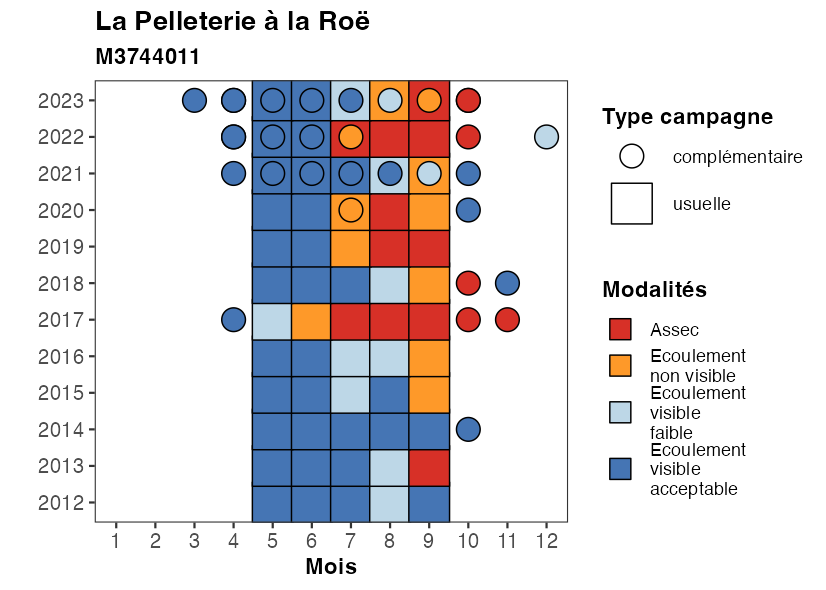 La Pelleterie à la Roë
M3744011
2023
2022
2021
2020
2019
2018
2017
2016
2015
2014
2013
2012
1 2 3 4 5 6 7 8 9 10 11 12
Mois
Type campagne
complémentaire
usuelle
Modalités
Assec
Ecoulement
non visible
Ecoulement
visible
faible
Ecoulement
visible
acceptable